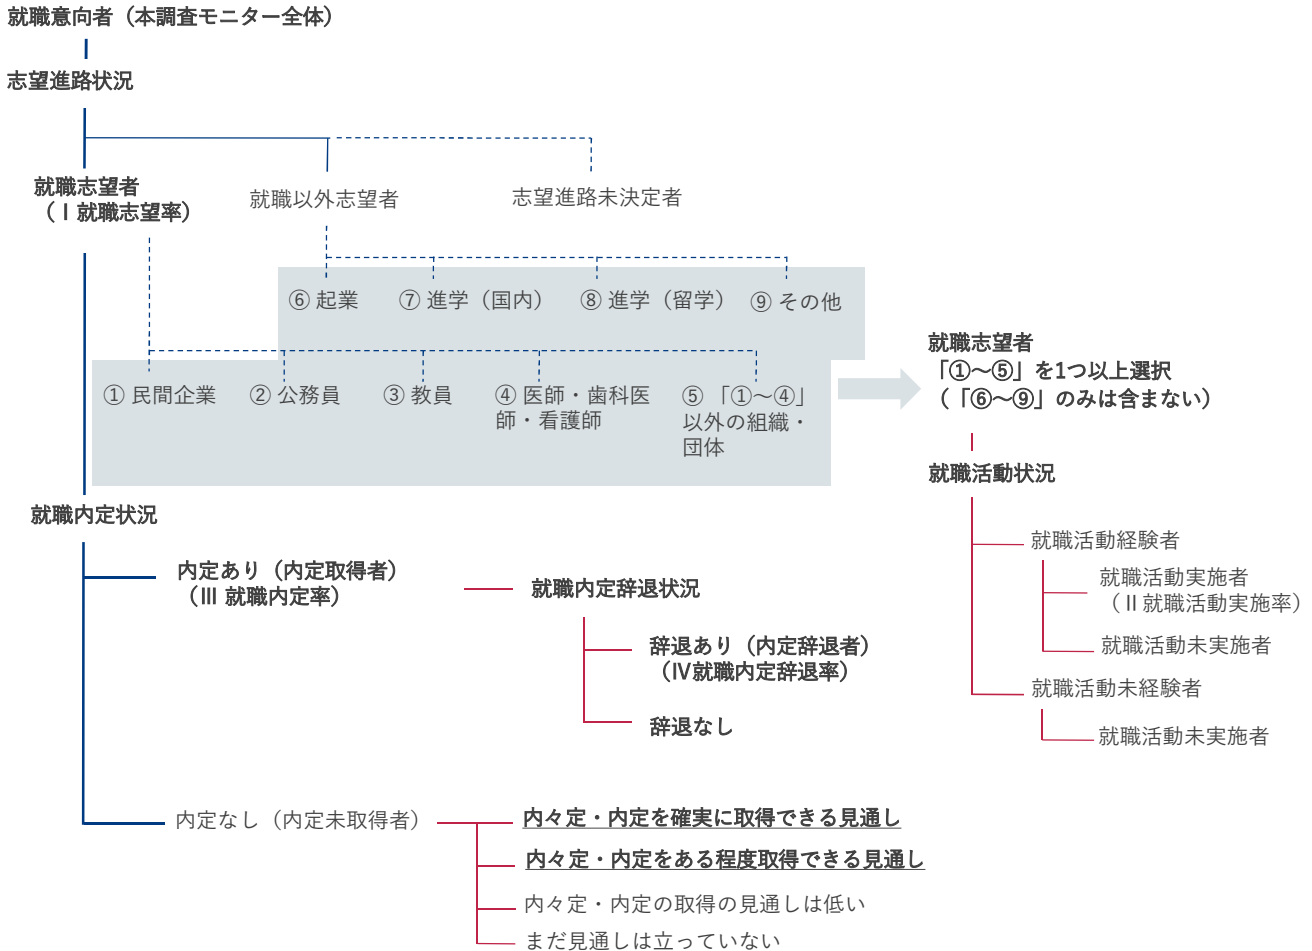 就職意向者（本調査モニター全体）
志望進路状況
就職志望者
（Ⅰ就職志望率）
就職以外志望者
志望進路未決定者
⑥ 起業
⑦ 進学（国内）
⑧ 進学（留学）
⑨ その他
① 民間企業
② 公務員
③ 教員
④ 医師・歯科医
師・看護師
⑤ 「①～④」
以外の組織・
団体
就職志望者
「①～⑤」を1つ以上選択
（「⑥～⑨」のみは含まない）
就職活動状況
就職活動経験者
就職活動実施者
（Ⅱ就職活動実施率）
就職活動未実施者
就職活動未経験者
就職活動未実施者
就職内定状況
内定あり（内定取得者）
（Ⅲ 就職内定率）
就職内定辞退状況
辞退あり（内定辞退者）
（Ⅳ就職内定辞退率）
辞退なし
内定なし（内定未取得者）
内々定・内定を確実に取得できる見通し
内々定・内定をある程度取得できる見通し
内々定・内定の取得の見通しは低い
まだ見通しは立っていない